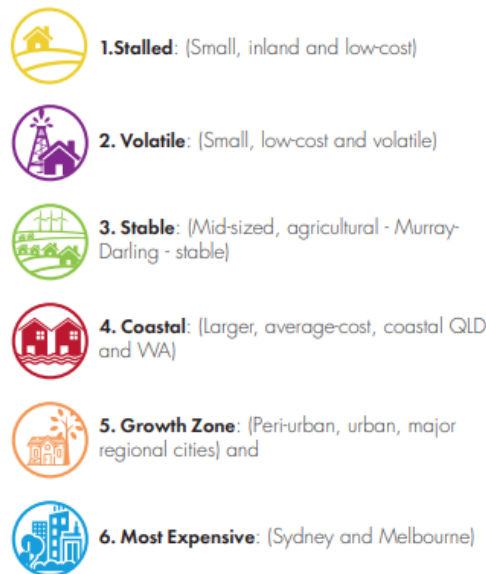 1.Stalled: (Small, inland and low-cost)
2. Volatile: (Small, low-cost and volatile)
3. Stable: (Mid-sized, agricultural - Murray-
Darling - stable)
4. Coastal: (Larger, average-cost, coastal QLD
and WA)
5. Growth Zone: (Peri-urban, urban, major
regional cities) and
6. Most Expensive: (Sydney and Melbourne)